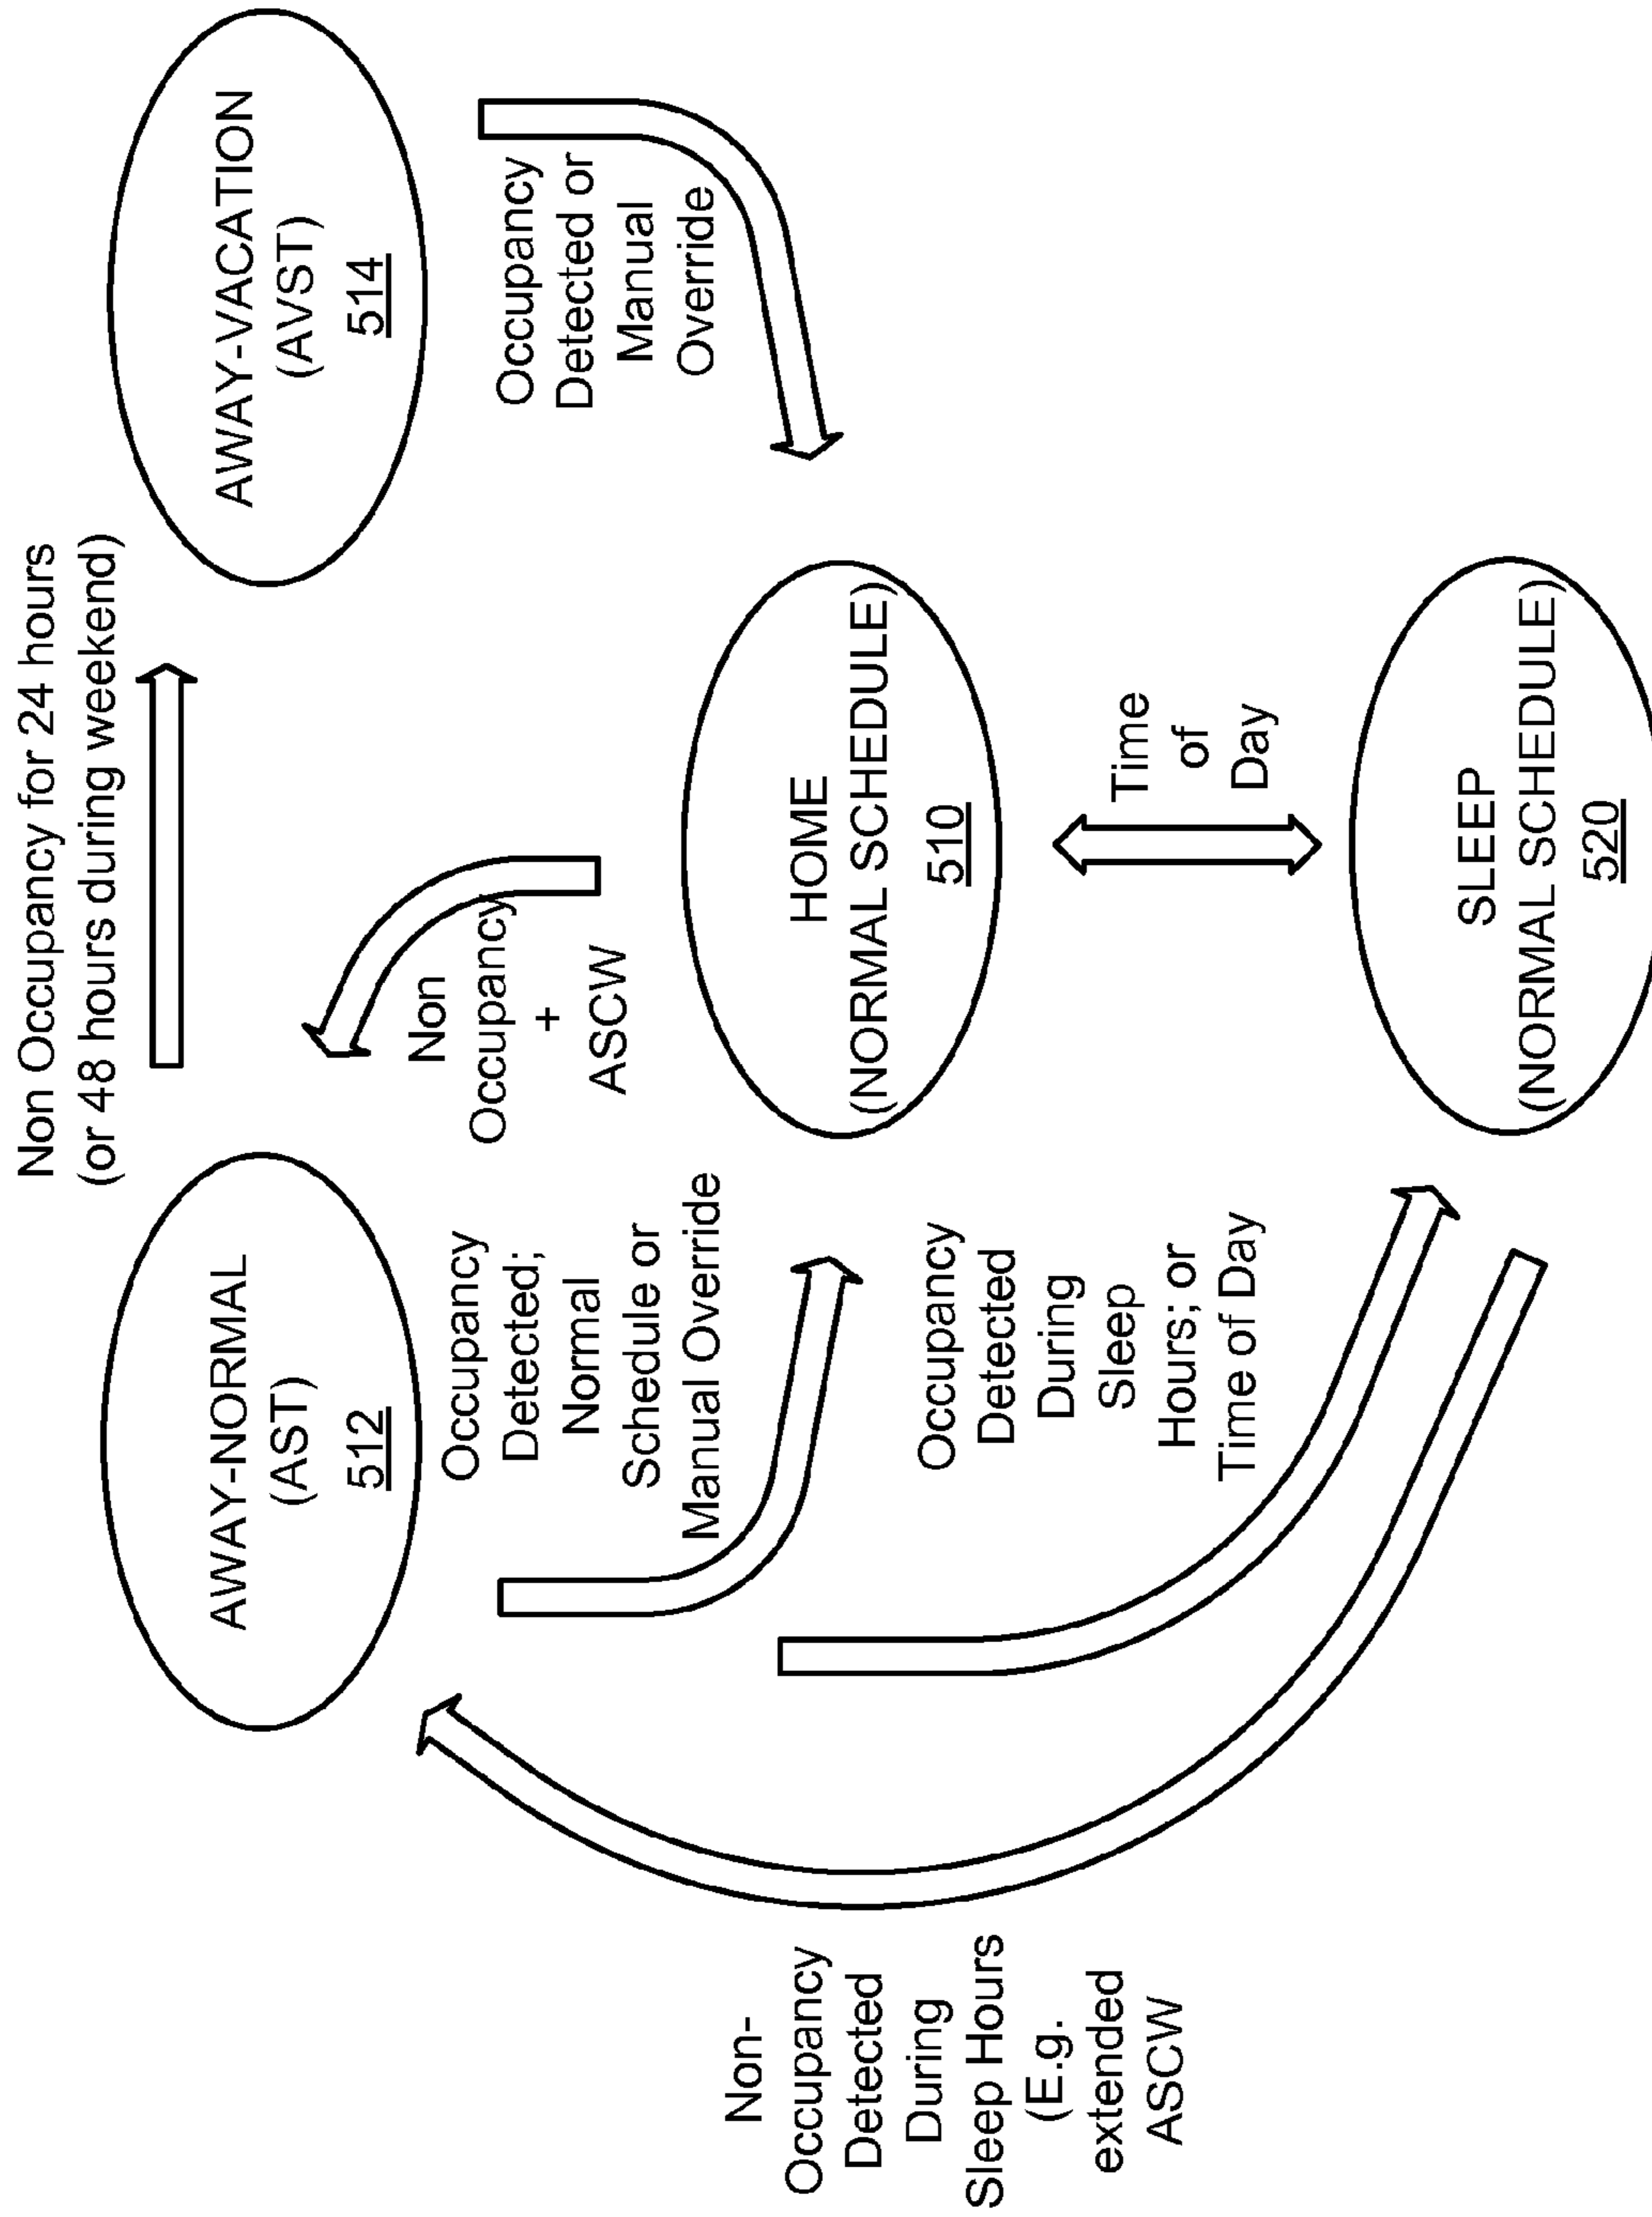 Non Occupancy for 24 hours
(or 48 hours during weekend)
AWAY-NORMAL
(AST)
512
AWAY-VACATION
(AVST)
514
Non
Occupancy
+
ASCW
Occupancy
Detected;
Normal
Schedule or
Manual Override
Occupancy
Detected or
Manual
Override
HOME
(NORMAL SCHEDULE)
510
Non-
Occupancy
Detected
During
Sleep Hours
(E.g.
extended
ASCW
Occupancy
Detected
During
Sleep
Hours; or
Time of Day
Time
of
Day
SLEEP
(NORMAL SCHEDULE)
520